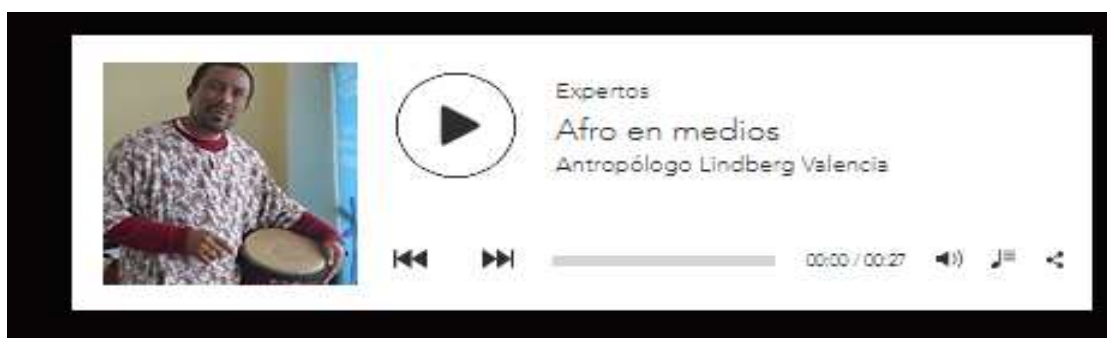 Expertos
Afro en medios
Antropólogo Lindberg Valencia
00:00 / 00:27